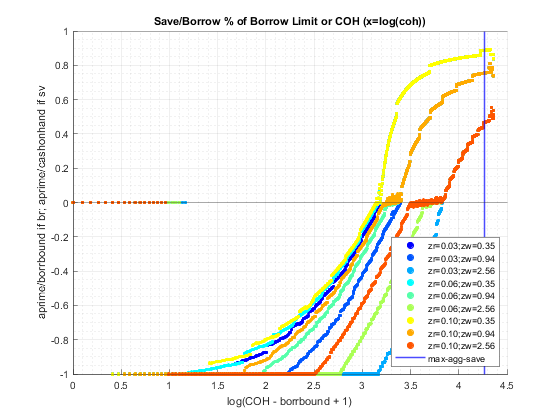 Save/Borrow % of Borrow Limit or COH (x=log(coh))
aprime/borrbound if br; aprime/cashonhand if sv
1
0.8
0.6
0.4
0.2
0
-0.2
-0.4
-0.6
-0.8
-1
zr=0.03;zw=0.35
zr=0.03;zw=0.94
zr=0.03;zw=2.56
zr=0.06;zw=0.35
zr=0.06;zw=0.94
zr=0.06;zw=2.56
zr=0.10;zw=0.35
zr=0.10;zw=0.94
zr=0.10;zw=2.56
max-agg-save
0 0.5 1 1.5 2 2.5 3 3.5 4 4.5
log(COH - borrbound + 1)